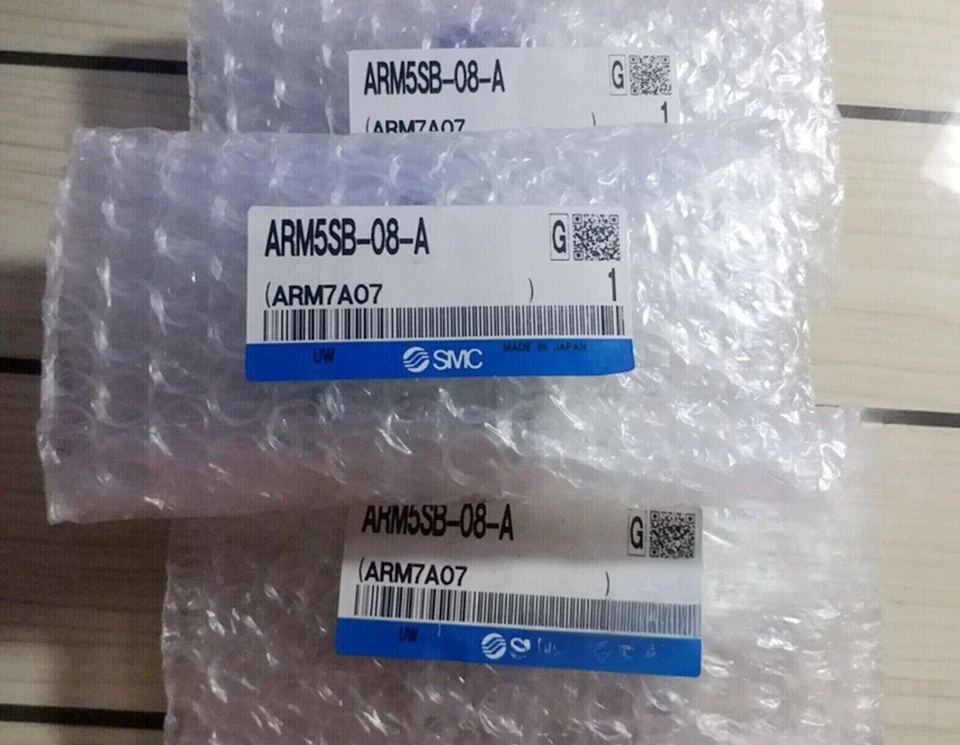 ARM5SB-08-A G
(ARM7A07 ) 1
ARM5SB-08-A G
(ARM7A07 ) 1
UW SMC MADE IN JAPAN
ARM5SB-08-A G
(ARM7A07 )
UW